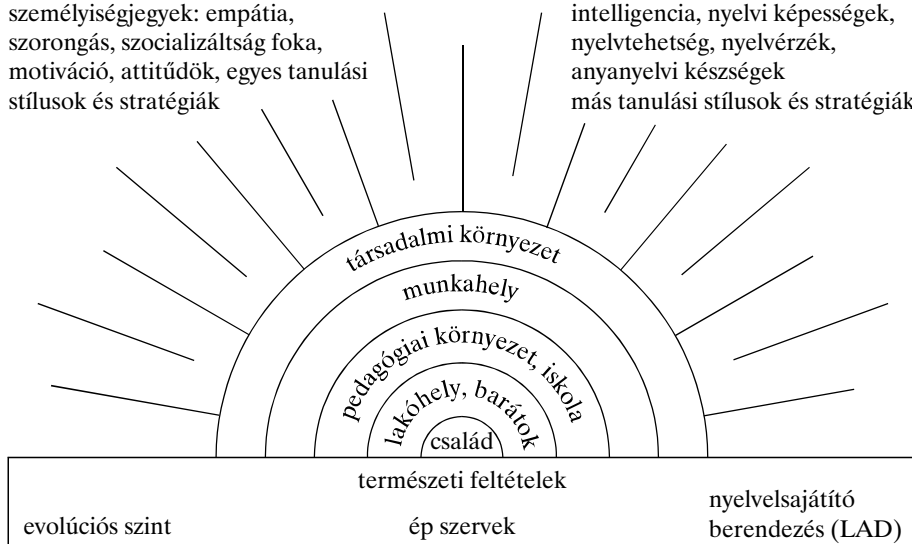 személyiségjegyek: empátia,
szorongás, szocializáltság foka,
motiváció, attitűdök, egyes tanulási
stílusok és stratégiák
intelligencia, nyelvi képességek,
nyelvtehetség, nyelvérzék,
anyanyelvi készségek
más tanulási stílusok és stratégiák
társadalmi környezet
munkahely
pedagógiai környezet, iskola
lakóhely, barátok
család
természeti feltételek
evolúciós szint
ép szervek
nyelvelsajátító
berendezés (LAD)